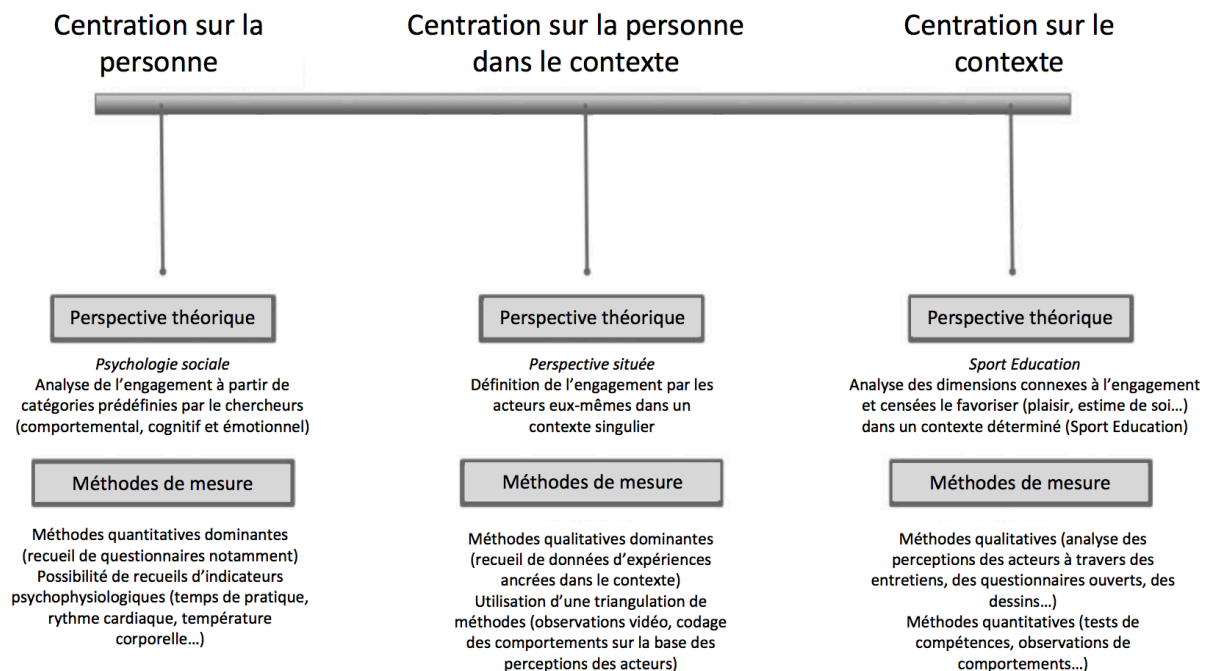 Centration sur la
personne
Psychologie sociale
Centration sur la personne
dans le contexte
Centration sur le
contexte
Perspective théorique
Psychologie sociale
Analyse de l'engagement à partir de
catégories prédéfinies par le chercheurs
(comportemental, cognitif et émotionnel)
Méthodes de mesure
Méthodes quantitatives dominantes
(recueil de questionnaires notamment)
Possibilité de recueils d'indicateurs
psychophysiologiques (temps de pratique,
rythme cardiaque, température
corporelle…)
Perspective théorique
Perspective située
Définition de l'engagement par les
acteurs eux-mêmes dans un
contexte singulier
Méthodes de mesure
Méthodes qualitatives dominantes
(recueil de données d'expériences
ancrées dans le contexte)
Utilisation d'une triangulation de
méthodes (observations vidéo, codage
des comportements sur la base des
perceptions des acteurs)
Perspective théorique
Sport Education
Analyse des dimensions connexes à l'engagement
et censées le favoriser (plaisir, estime de soi…)
dans un contexte déterminé (Sport Education)
Méthodes de mesure
Méthodes qualitatives (analyse des
perceptions des acteurs à travers des
entretiens, des questionnaires ouverts, des
dessins…)
Méthodes quantitatives (tests de
compétences, observations de
comportements…)